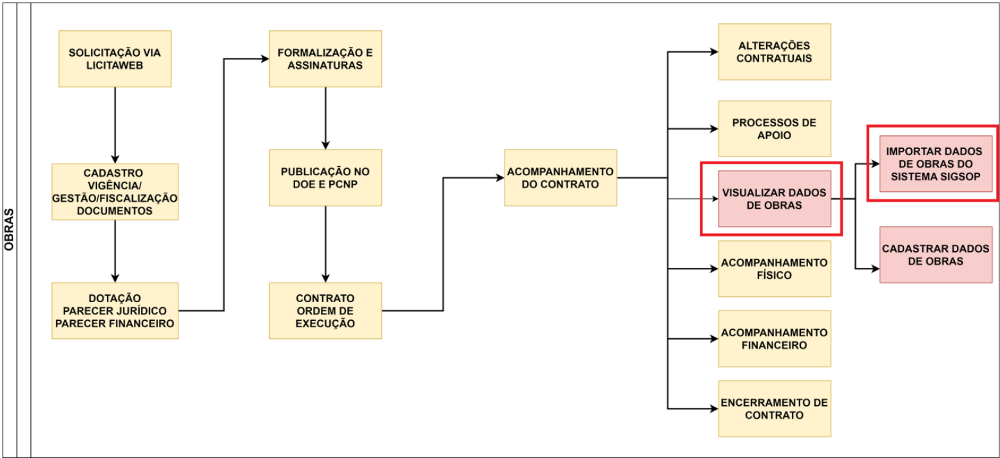 OBRAS
SOLICITAÇÃO VIA
LICITAWEB
CADASTRO
VIGÊNCIA/
GESTÃO/FISCALIZAÇÃO
DOCUMENTOS
DOTAÇÃO
PARECER JURÍDICO
PARECER FINANCEIRO
FORMALIZAÇÃO E
ASSINATURAS
PUBLICAÇÃO NO
DOE E PCNP
CONTRATO
ORDEM DE
EXECUÇÃO
ACOMPANHAMENTO
DO CONTRATO
ALTERAÇÕES
CONTRATUAIS
PROCESSOS DE
APOIO
VISUALIZAR DADOS
DE OBRAS
IMPORTAR DADOS
DE OBRAS DO
SISTEMA SIGSOP
CADASTRAR DADOS
DE OBRAS
ACOMPANHAMENTO
FÍSICO
ACOMPANHAMENTO
FINANCEIRO
ENCERRAMENTO DE
CONTRATO